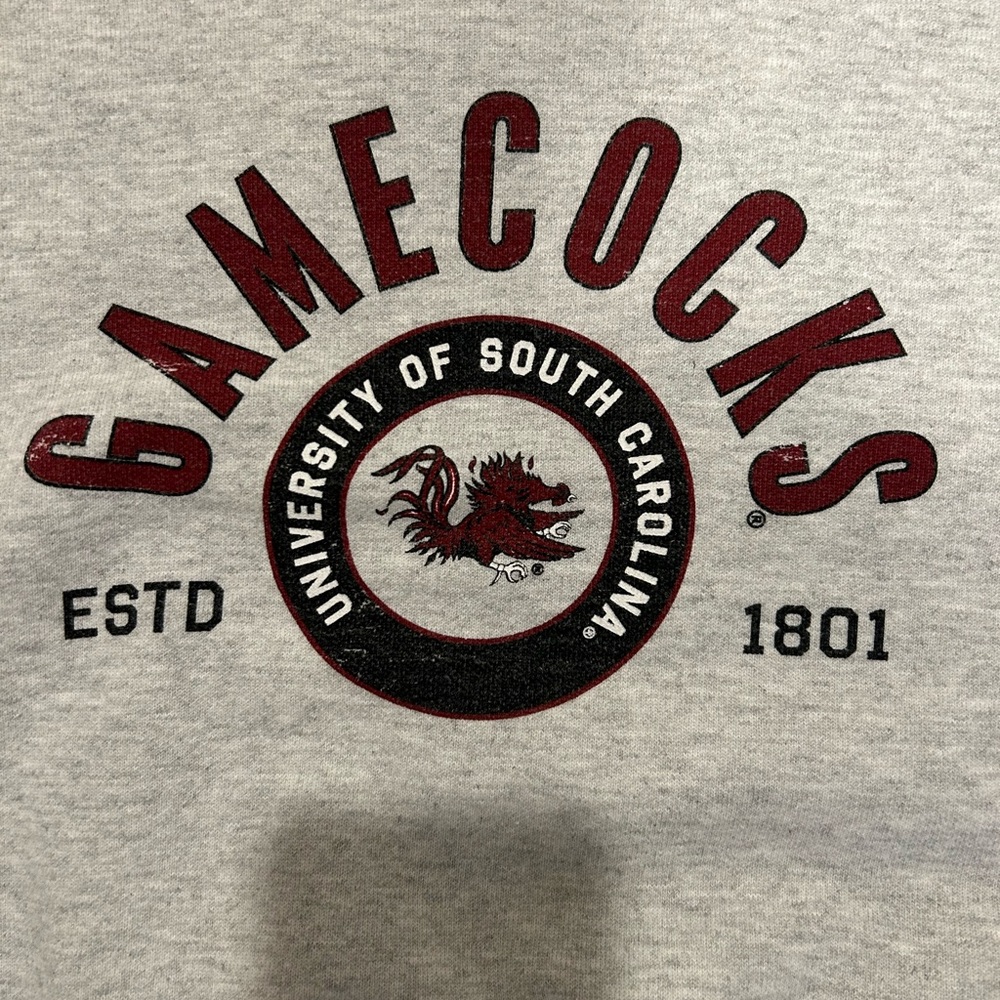 GAMECOCKS®
UNIVERSITY OF SOUTH CAROLINA®
®
ESTD
1801